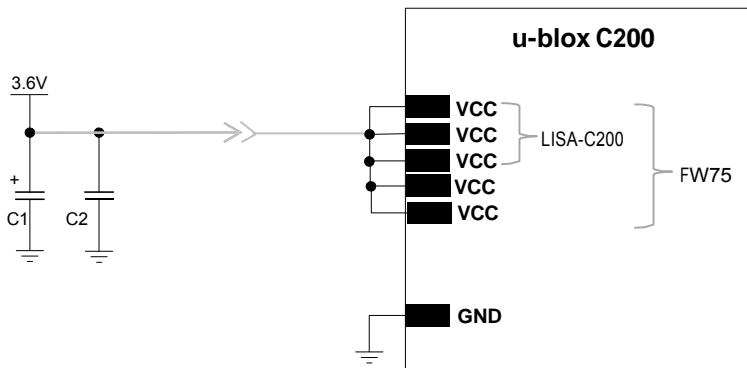 u-blox C200
3.6V
VCC
VCC
LISA-C200
VCC
FW75
VCC
VCC
+
C1
C2
GND